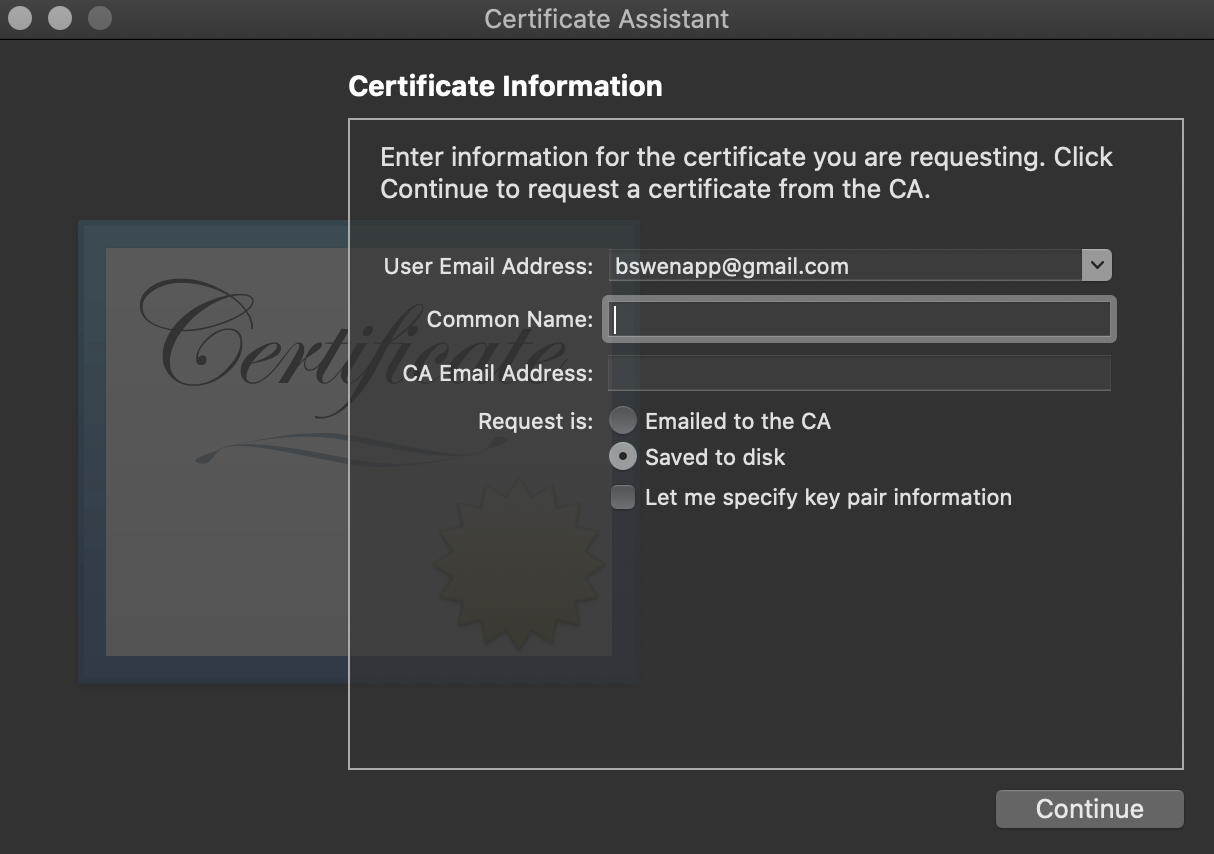 Certificate Assistant
Certificate Information
Enter information for the certificate you are requesting. Click
Continue to request a certificate from the CA.
User Email Address: bswenapp@gmail.com
Common Name:
CA Email Address:
Request is: Emailed to the CA
Saved to disk
Let me specify key pair information
Certificate
Continue